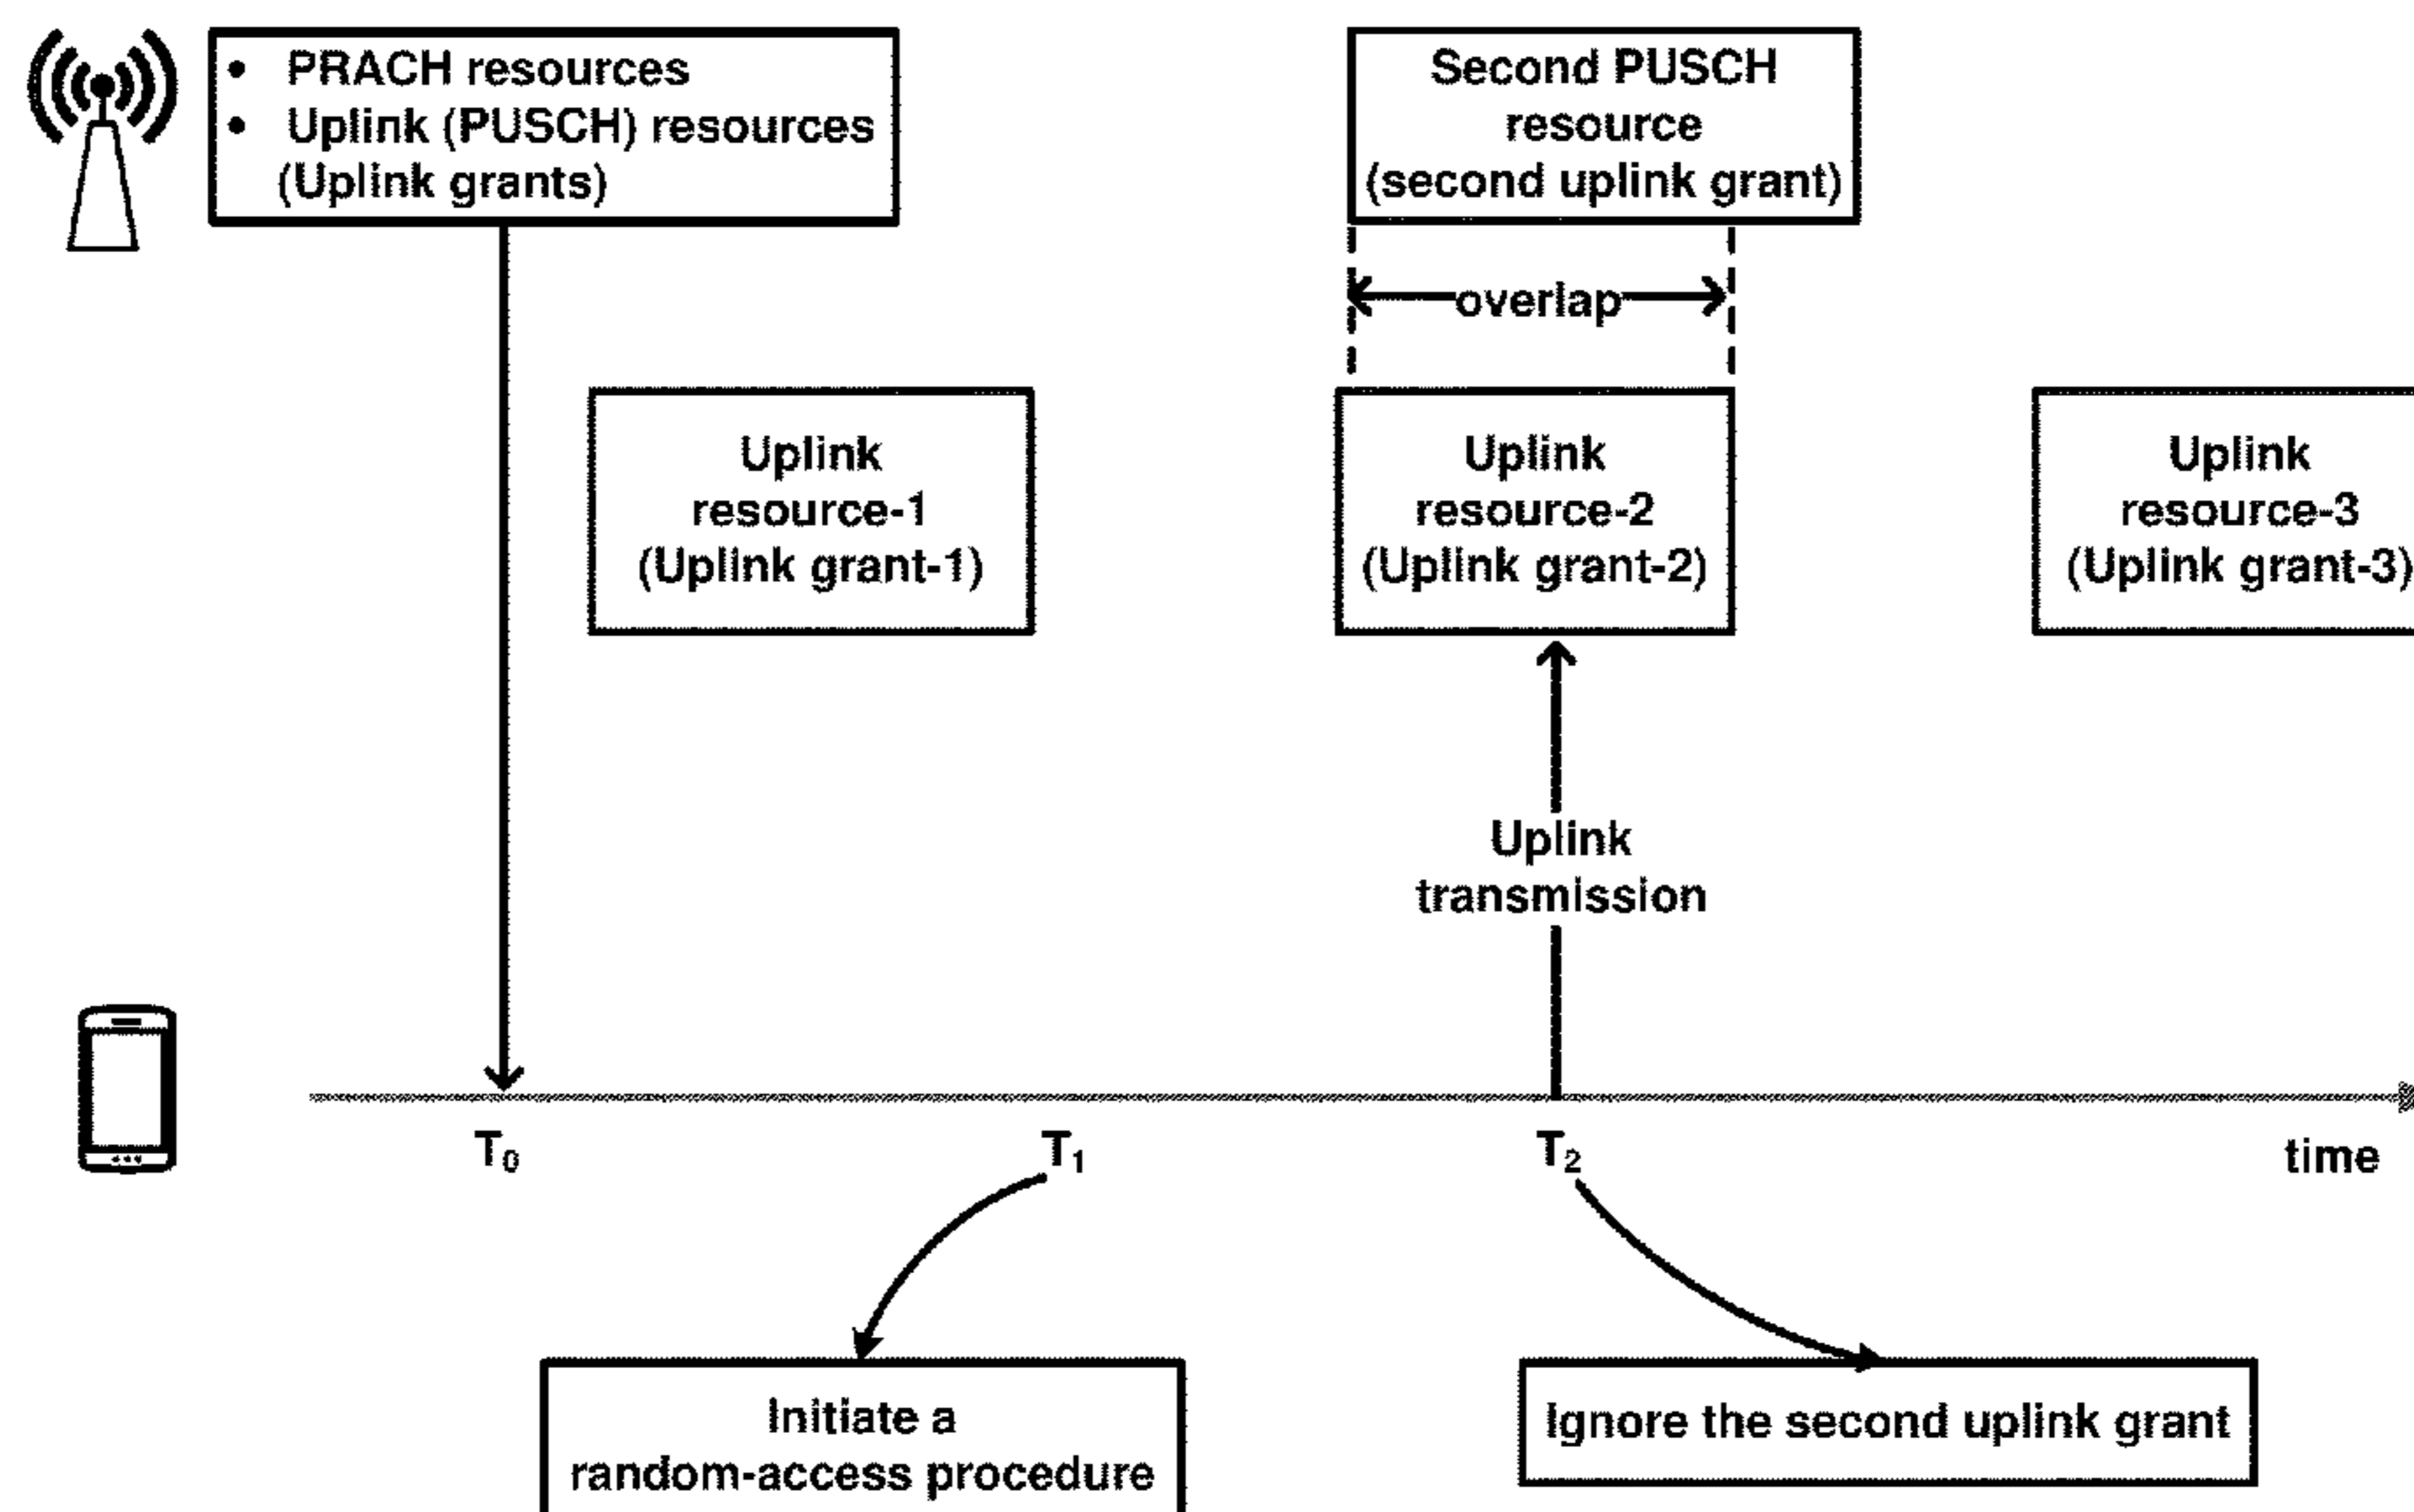 • PRACH resources
• Uplink (PUSCH) resources
(Uplink grants)
Second PUSCH
resource
(second uplink grant)
overlap
Uplink
resource-1
(Uplink grant-1)
Uplink
resource-2
(Uplink grant-2)
Uplink
resource-3
(Uplink grant-3)
Uplink
transmission
T₀
T₁
T₂
time
Initiate a
random-access procedure
Ignore the second uplink grant